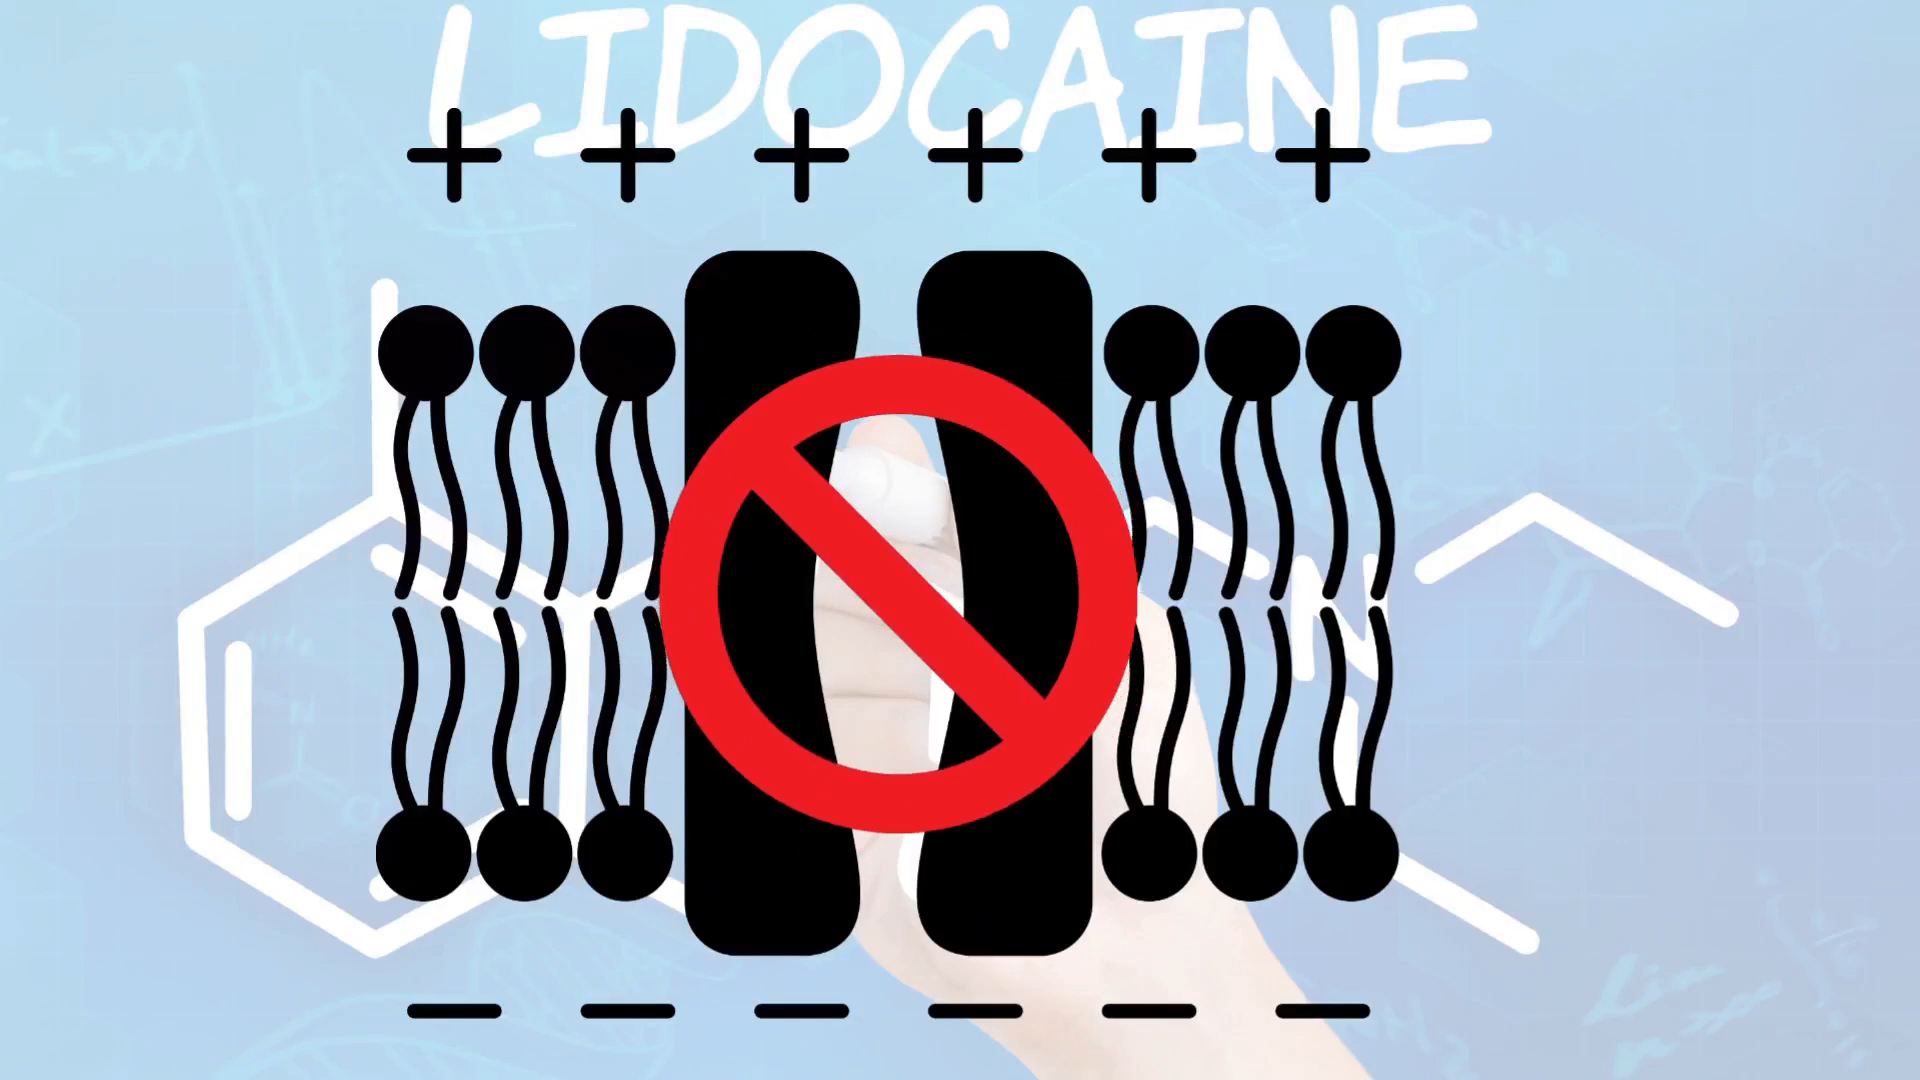 LIDOCAINE
+ + + + + +
N
− − − − − −